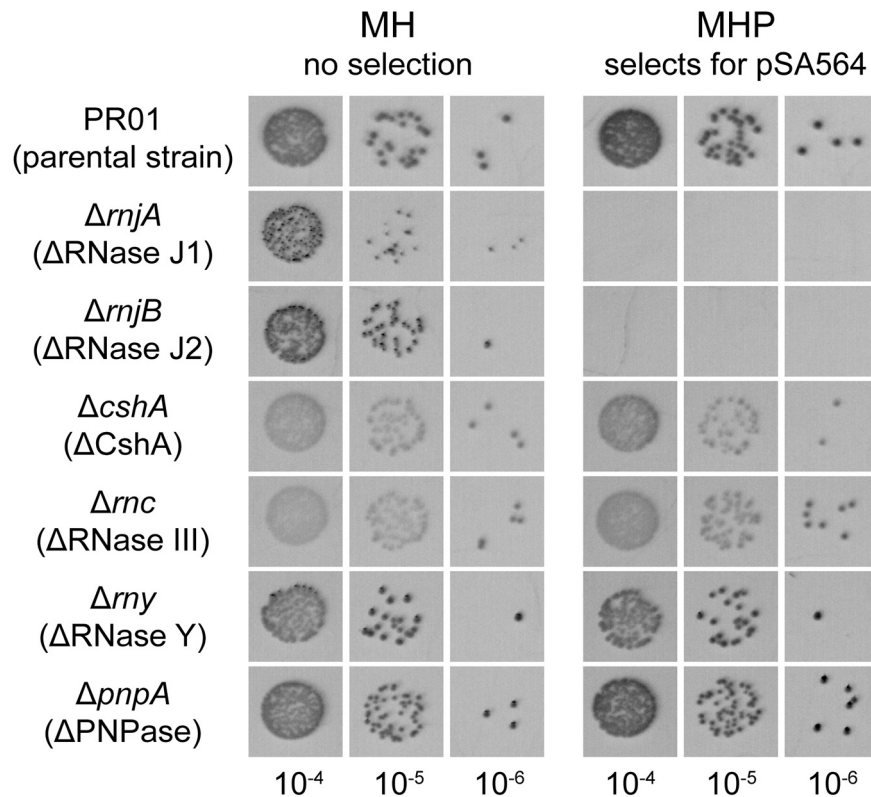 MH
no selection
MHP
selects for pSA564
PR01
(parental strain)
ΔrnjA
(ΔRNase J1)
ΔrnjB
(ΔRNase J2)
ΔcshA
(ΔCshA)
Δrnc
(ΔRNase III)
Δrny
(ΔRNase Y)
ΔpnpA
(ΔPNPase)
10⁻⁴ 10⁻⁵ 10⁻⁶ 10⁻⁴ 10⁻⁵ 10⁻⁶